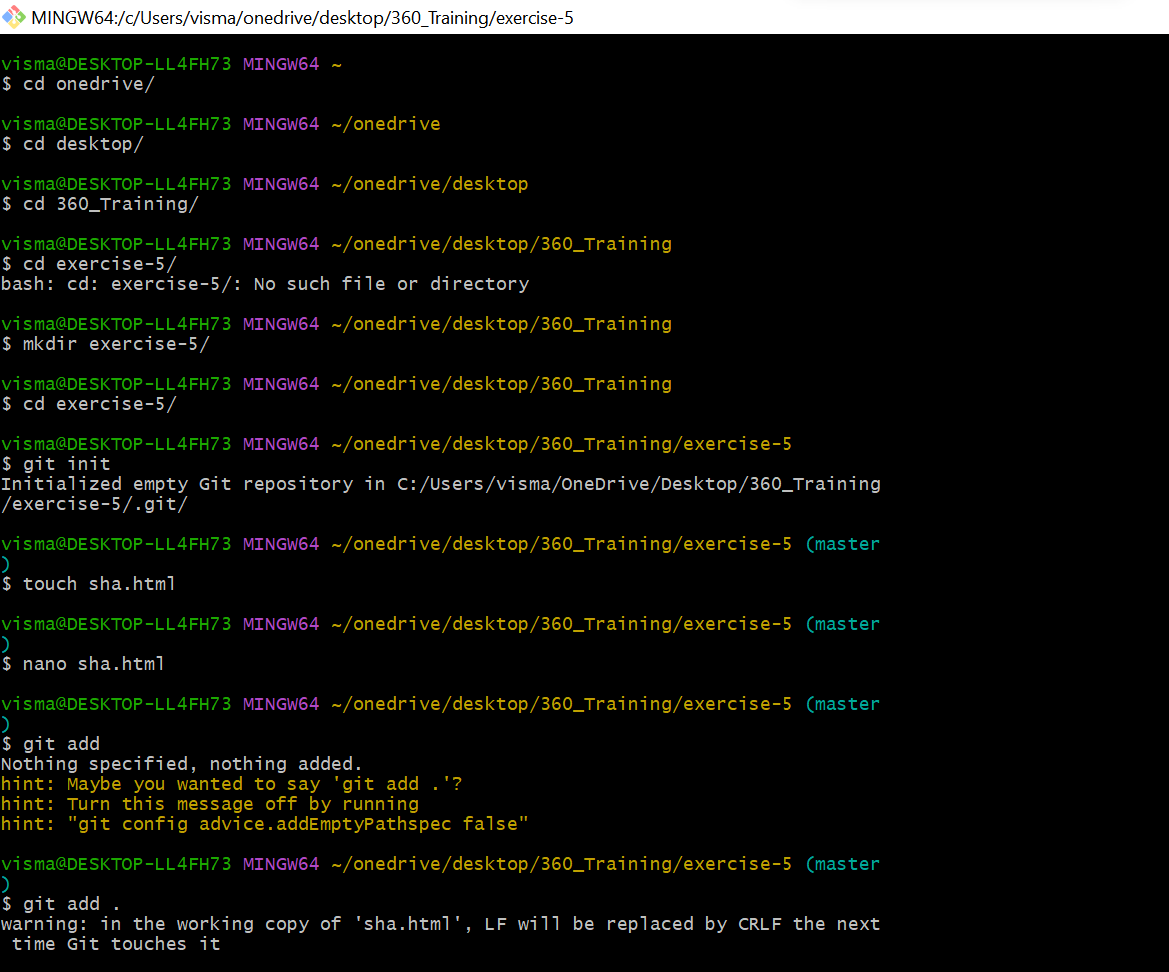 MINGW64:/c/Users/visma/onedrive/desktop/360_Training/exercise-5
visma@DESKTOP-LL4FH73 MINGW64 ~
$ cd onedrive/
visma@DESKTOP-LL4FH73 MINGW64 ~/onedrive
$ cd desktop/
visma@DESKTOP-LL4FH73 MINGW64 ~/onedrive/desktop
$ cd 360_Training/
visma@DESKTOP-LL4FH73 MINGW64 ~/onedrive/desktop/360_Training
$ cd exercise-5/
bash: cd: exercise-5/: No such file or directory
visma@DESKTOP-LL4FH73 MINGW64 ~/onedrive/desktop/360_Training
$ mkdir exercise-5/
visma@DESKTOP-LL4FH73 MINGW64 ~/onedrive/desktop/360_Training
$ cd exercise-5/
visma@DESKTOP-LL4FH73 MINGW64 ~/onedrive/desktop/360_Training/exercise-5
$ git init
Initialized empty Git repository in C:/Users/visma/OneDrive/Desktop/360_Training
/exercise-5/.git/
visma@DESKTOP-LL4FH73 MINGW64 ~/onedrive/desktop/360_Training/exercise-5 (master
)
$ touch sha.html
visma@DESKTOP-LL4FH73 MINGW64 ~/onedrive/desktop/360_Training/exercise-5 (master
)
$ nano sha.html
visma@DESKTOP-LL4FH73 MINGW64 ~/onedrive/desktop/360_Training/exercise-5 (master
)
$ git add
Nothing specified, nothing added.
hint: Maybe you wanted to say 'git add .'?
hint: Turn this message off by running
hint: "git config advice.addEmptyPathspec false"
visma@DESKTOP-LL4FH73 MINGW64 ~/onedrive/desktop/360_Training/exercise-5 (master
)
$ git add .
warning: in the working copy of 'sha.html', LF will be replaced by CRLF the next
 time Git touches it